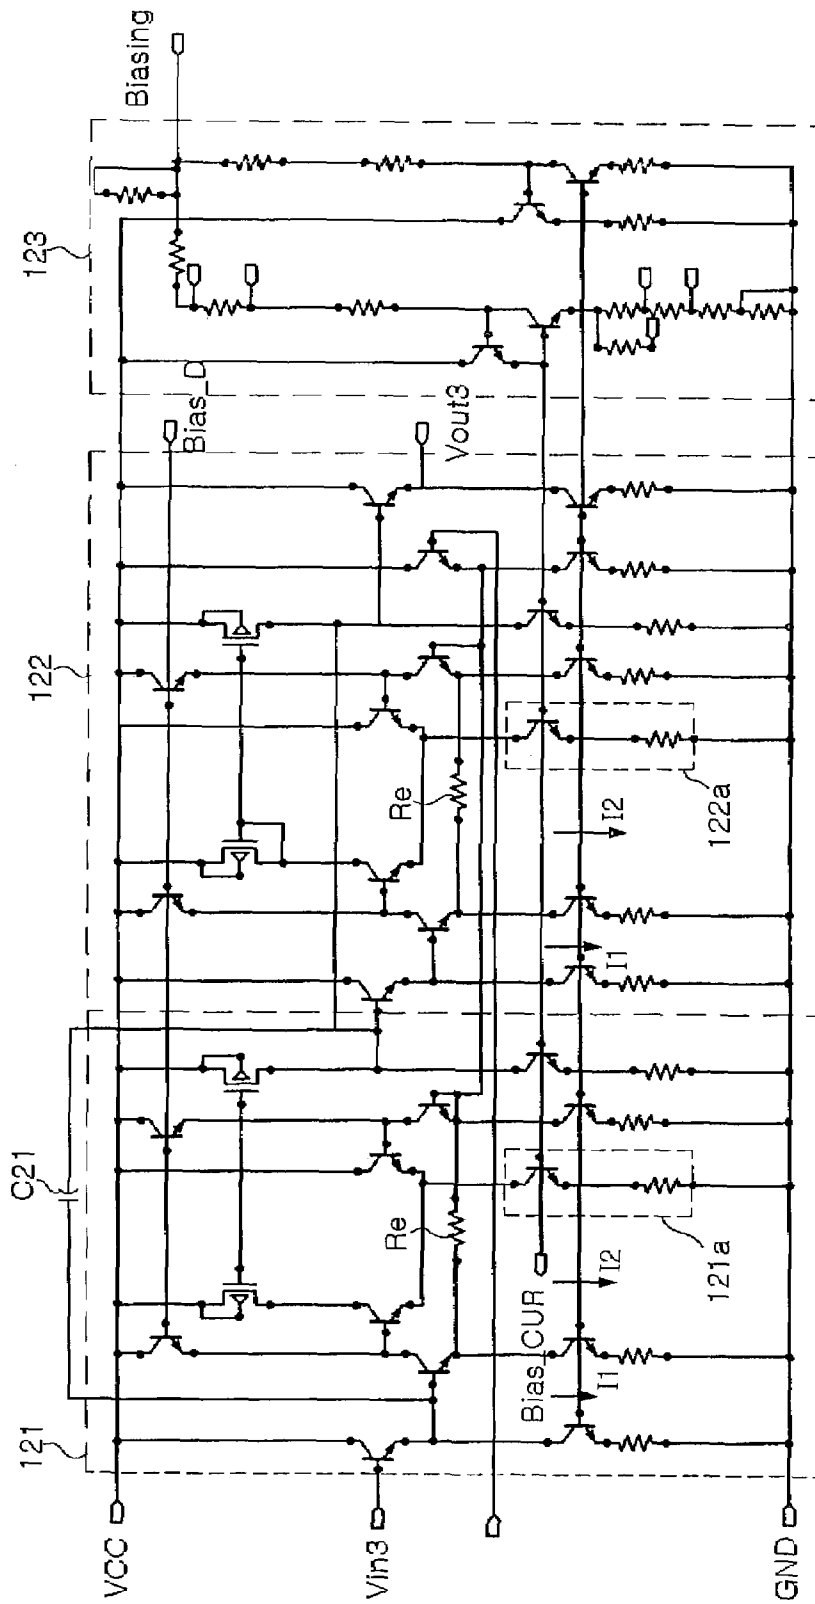 121
C21
122
123
Biasing
VCC
Bias_D
Vin3
Re
Re
Vout3
Bias_CUR
I1
I2
121a
I1
I2
122a
GND